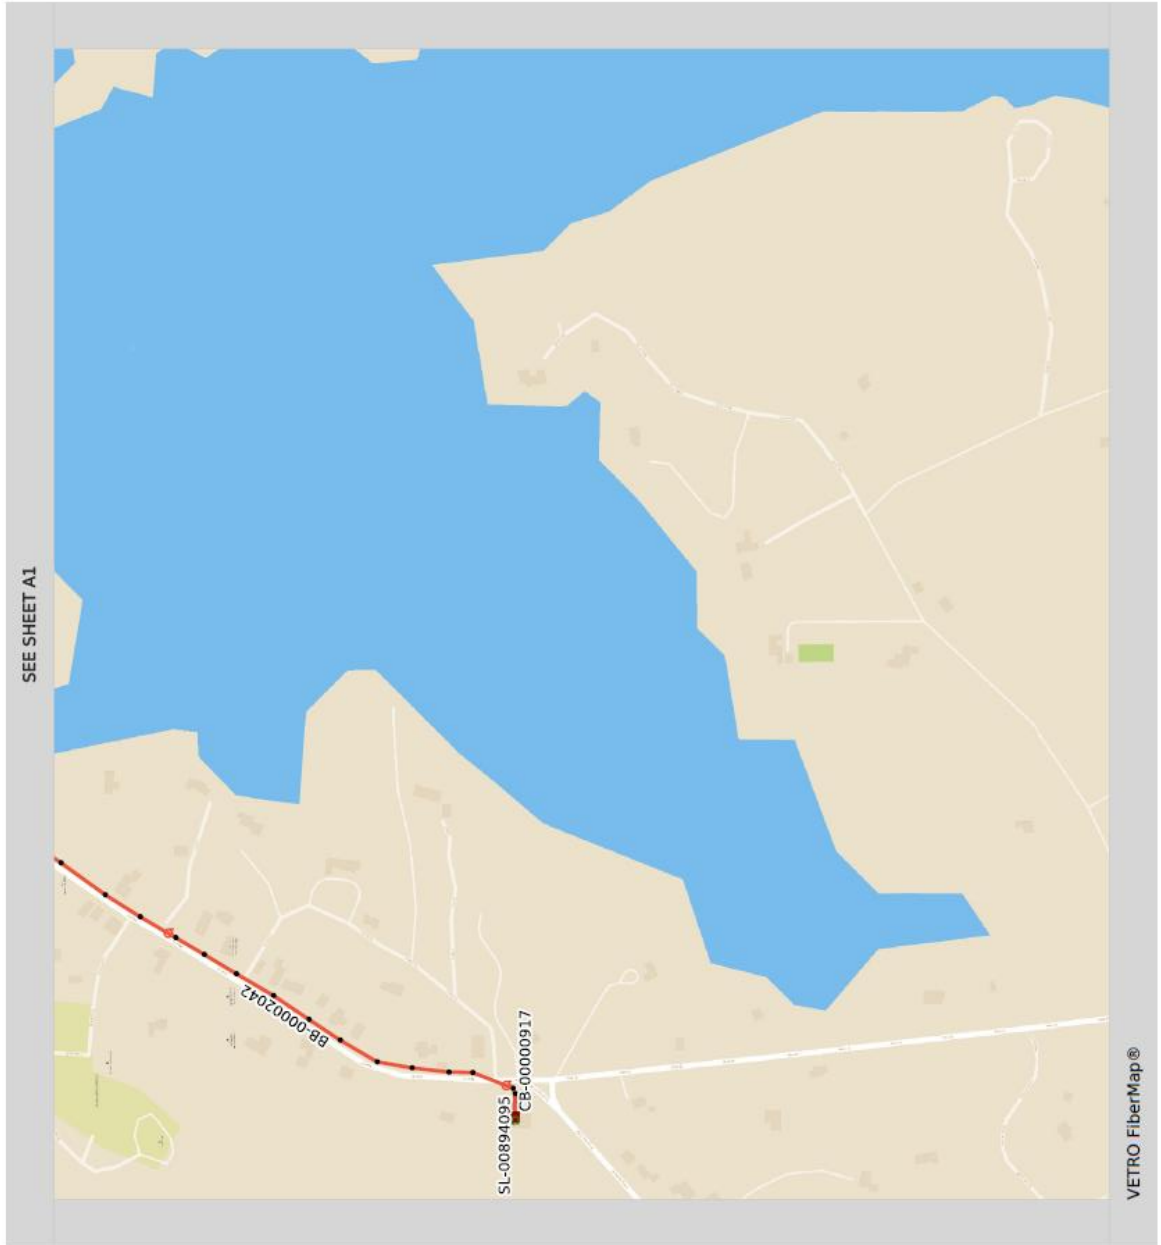 SEE SHEET A1
BB-00002042
SL-00894095
CB-00000917
VETRO FiberMap®